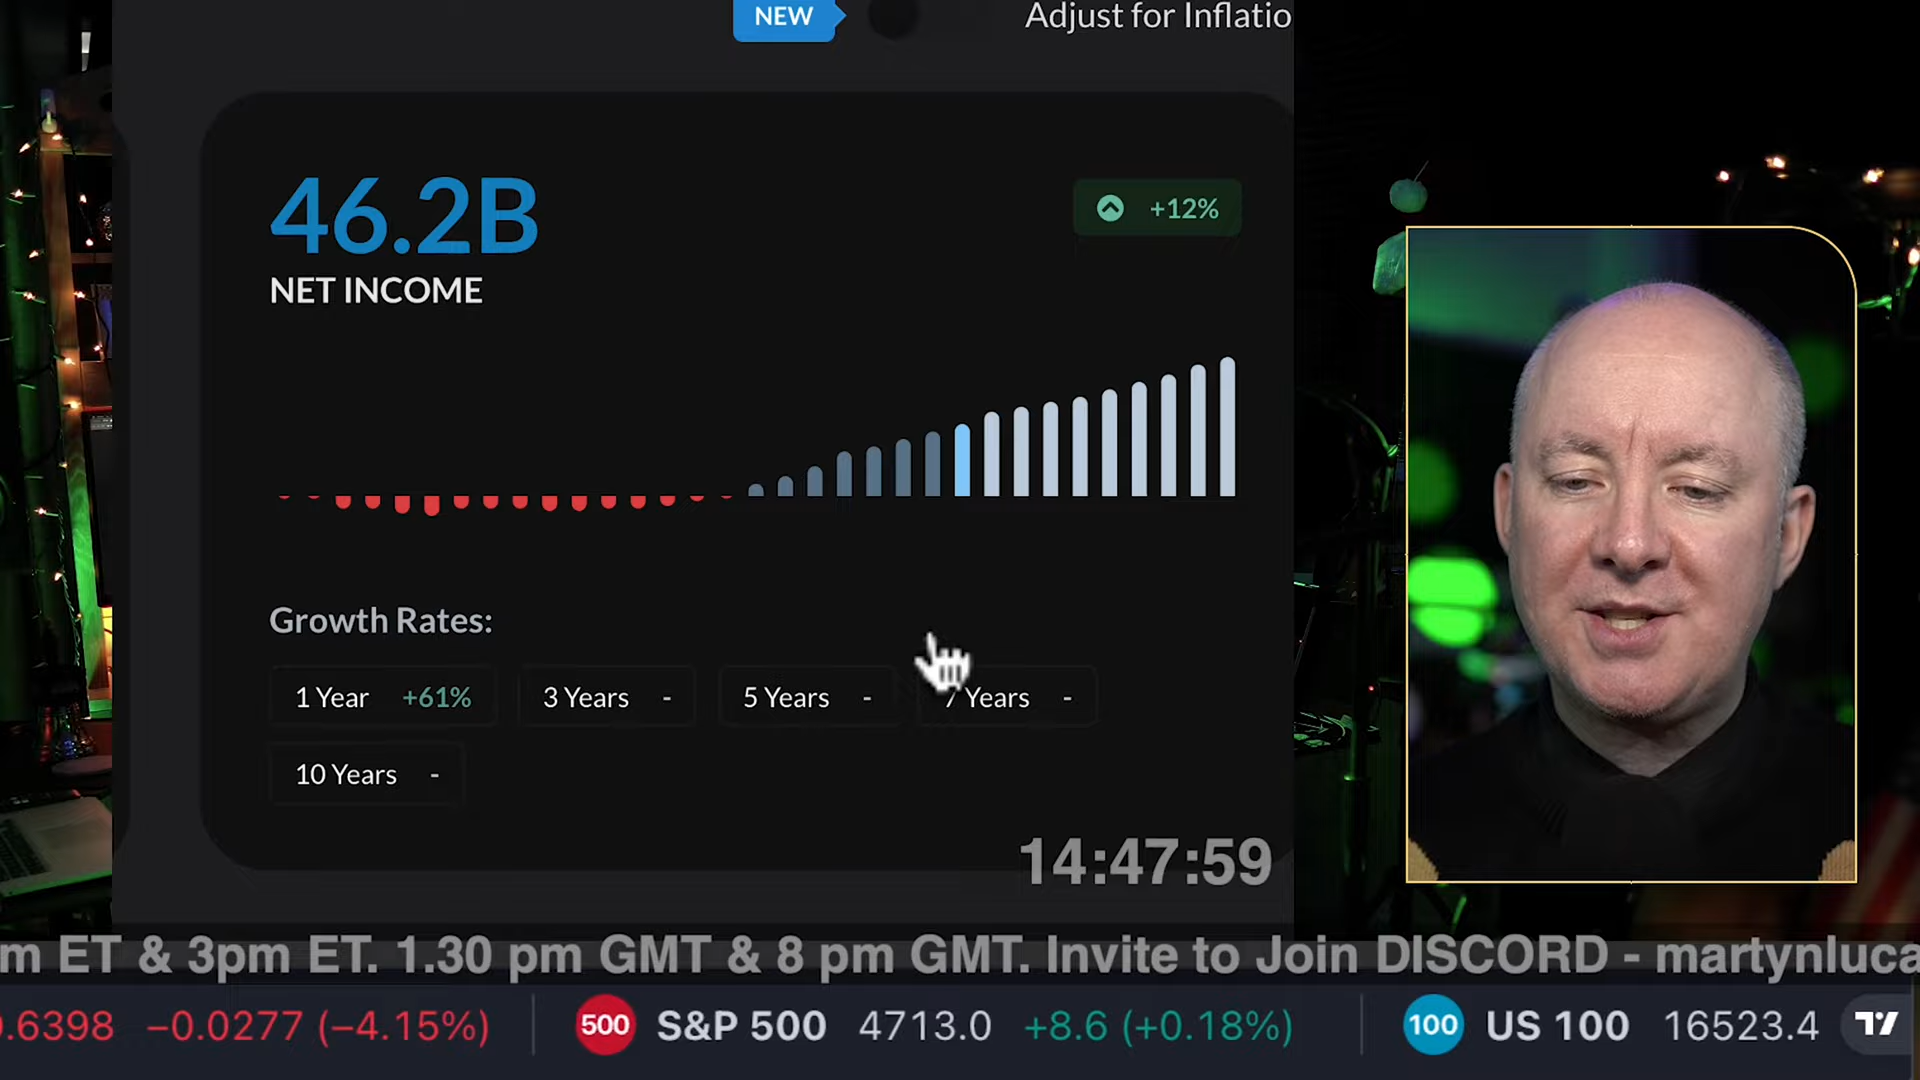 NEW
Adjust for Inflatio
46.2B
+12%
NET INCOME
Growth Rates:
1 Year +61% 3 Years - 5 Years - 7 Years -
10 Years -
14:47:59
m ET & 3pm ET. 1.30 pm GMT & 8 pm GMT. Invite to Join DISCORD - martynluca
0.6398 −0.0277 (−4.15%) 500 S&P 500 4713.0 +8.6 (+0.18%) 100 US 100 16523.4